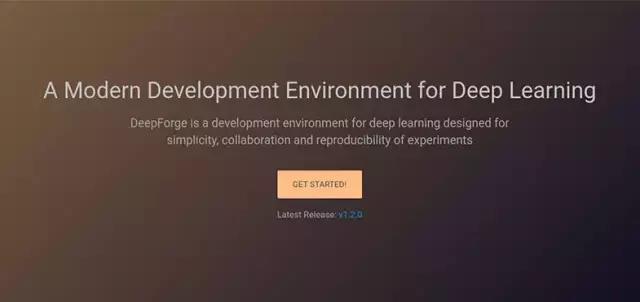 A Modern Development Environment for Deep Learning
DeepForge is a development environment for deep learning designed for
simplicity, collaboration and reproducibility of experiments
GET STARTED!
Latest Release: v1.2.0